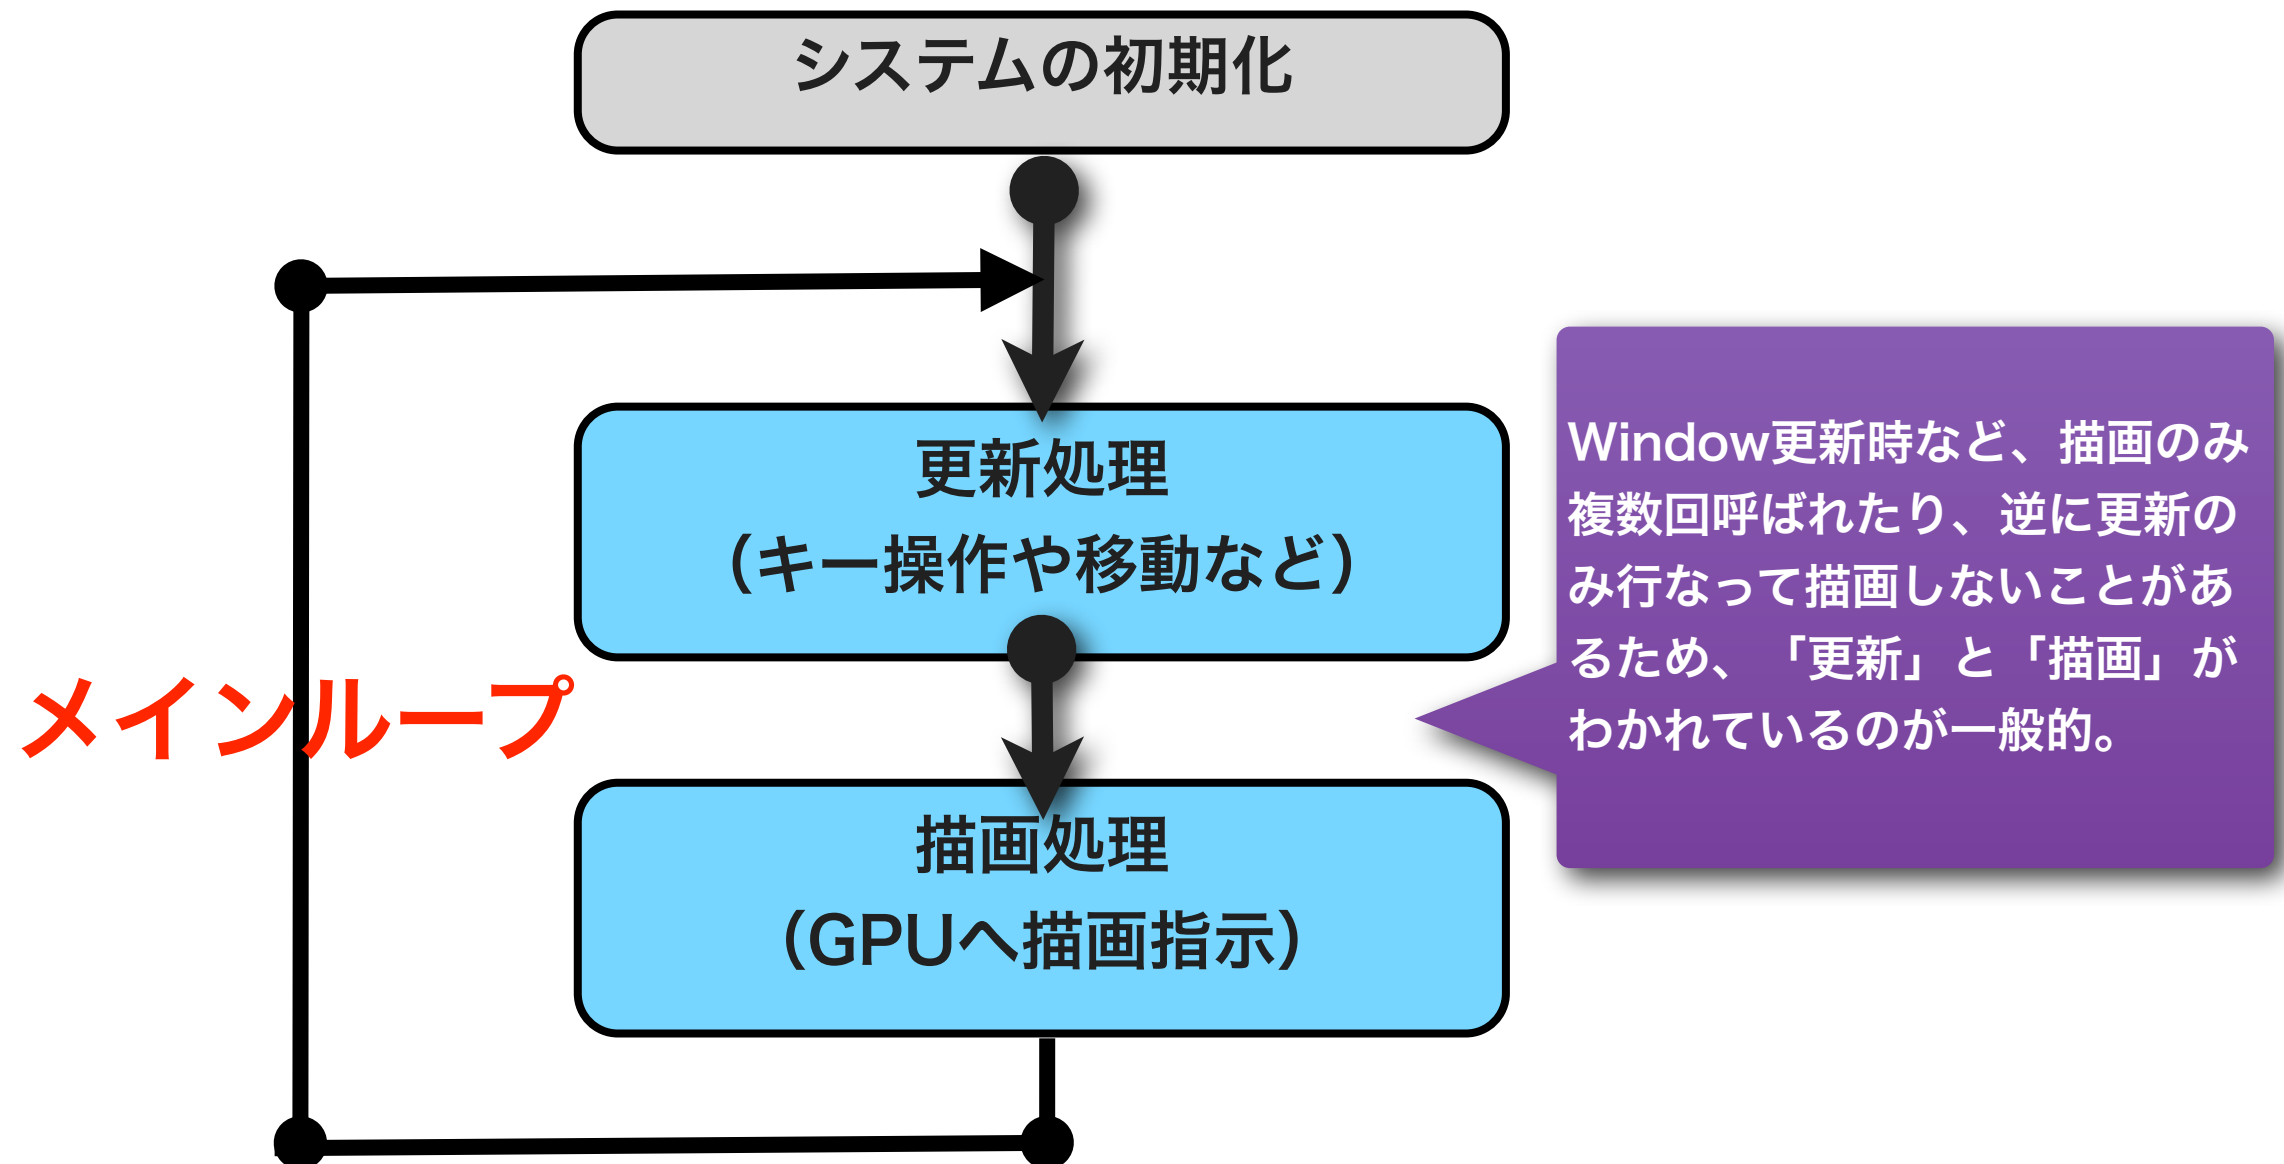 システムの初期化
更新処理
（キー操作や移動など）
メインループ
描画処理
（GPUへ描画指示）
Window更新時など、描画のみ
複数回呼ばれたり、逆に更新の
み行なって描画しないことがあ
るため、「更新」と「描画」が
わかれているのが一般的。